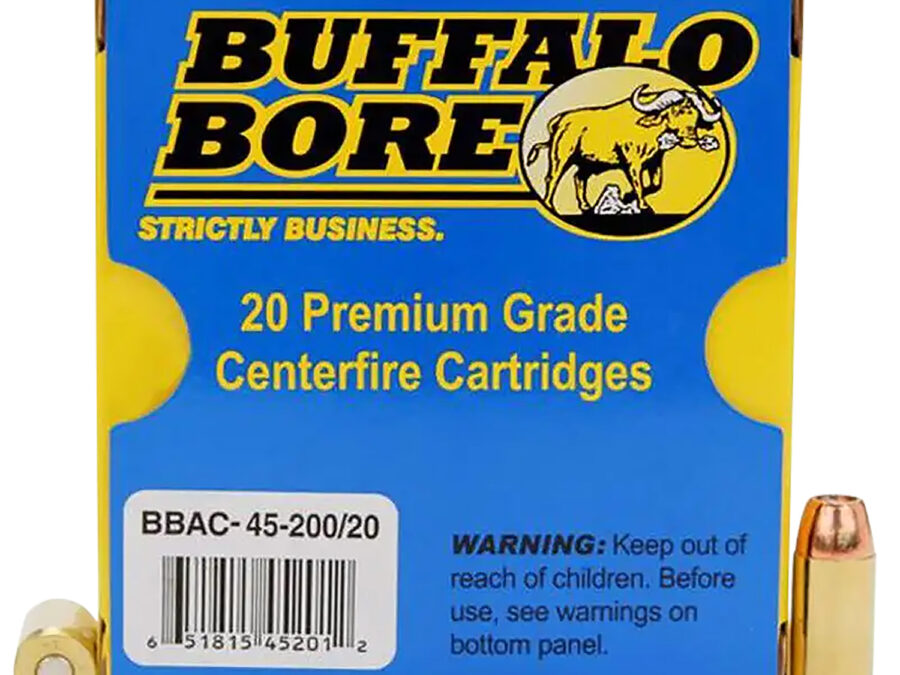 BUFFALO
BORE
STRICTLY BUSINESS.
20 Premium Grade
Centerfire Cartridges
BBAC- 45-200/20
6 51815 45201 2
WARNING: Keep out of
reach of children. Before
use, see warnings on
bottom panel.